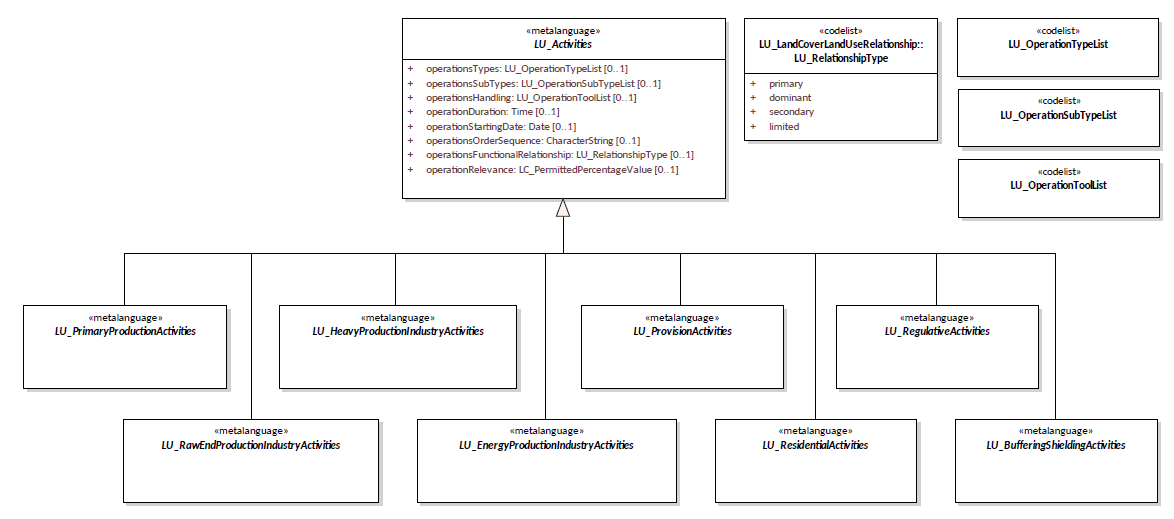 «metalanguage»
LU_Activities
+ operationsTypes: LU_OperationTypeList [0..1]
+ operationsSubTypes: LU_OperationSubTypeList [0..1]
+ operationsHandling: LU_OperationToolList [0..1]
+ operationDuration: Time [0..1]
+ operationStartingDate: Date [0..1]
+ operationsOrderSequence: CharacterString [0..1]
+ operationsFunctionalRelationship: LU_RelationshipType [0..1]
+ operationRelevance: LC_PermittedPercentageValue [0..1]
«codelist»
LU_LandCoverLandUseRelationship::
LU_RelationshipType
+ primary
+ dominant
+ secondary
+ limited
«codelist»
LU_OperationTypeList
«codelist»
LU_OperationSubTypeList
«codelist»
LU_OperationToolList
«metalanguage»
LU_PrimaryProductionActivities
«metalanguage»
LU_HeavyProductionIndustryActivities
«metalanguage»
LU_ProvisionActivities
«metalanguage»
LU_RegulativeActivities
«metalanguage»
LU_RawEndProductionIndustryActivities
«metalanguage»
LU_EnergyProductionIndustryActivities
«metalanguage»
LU_ResidentialActivities
«metalanguage»
LU_BufferingShieldingActivities